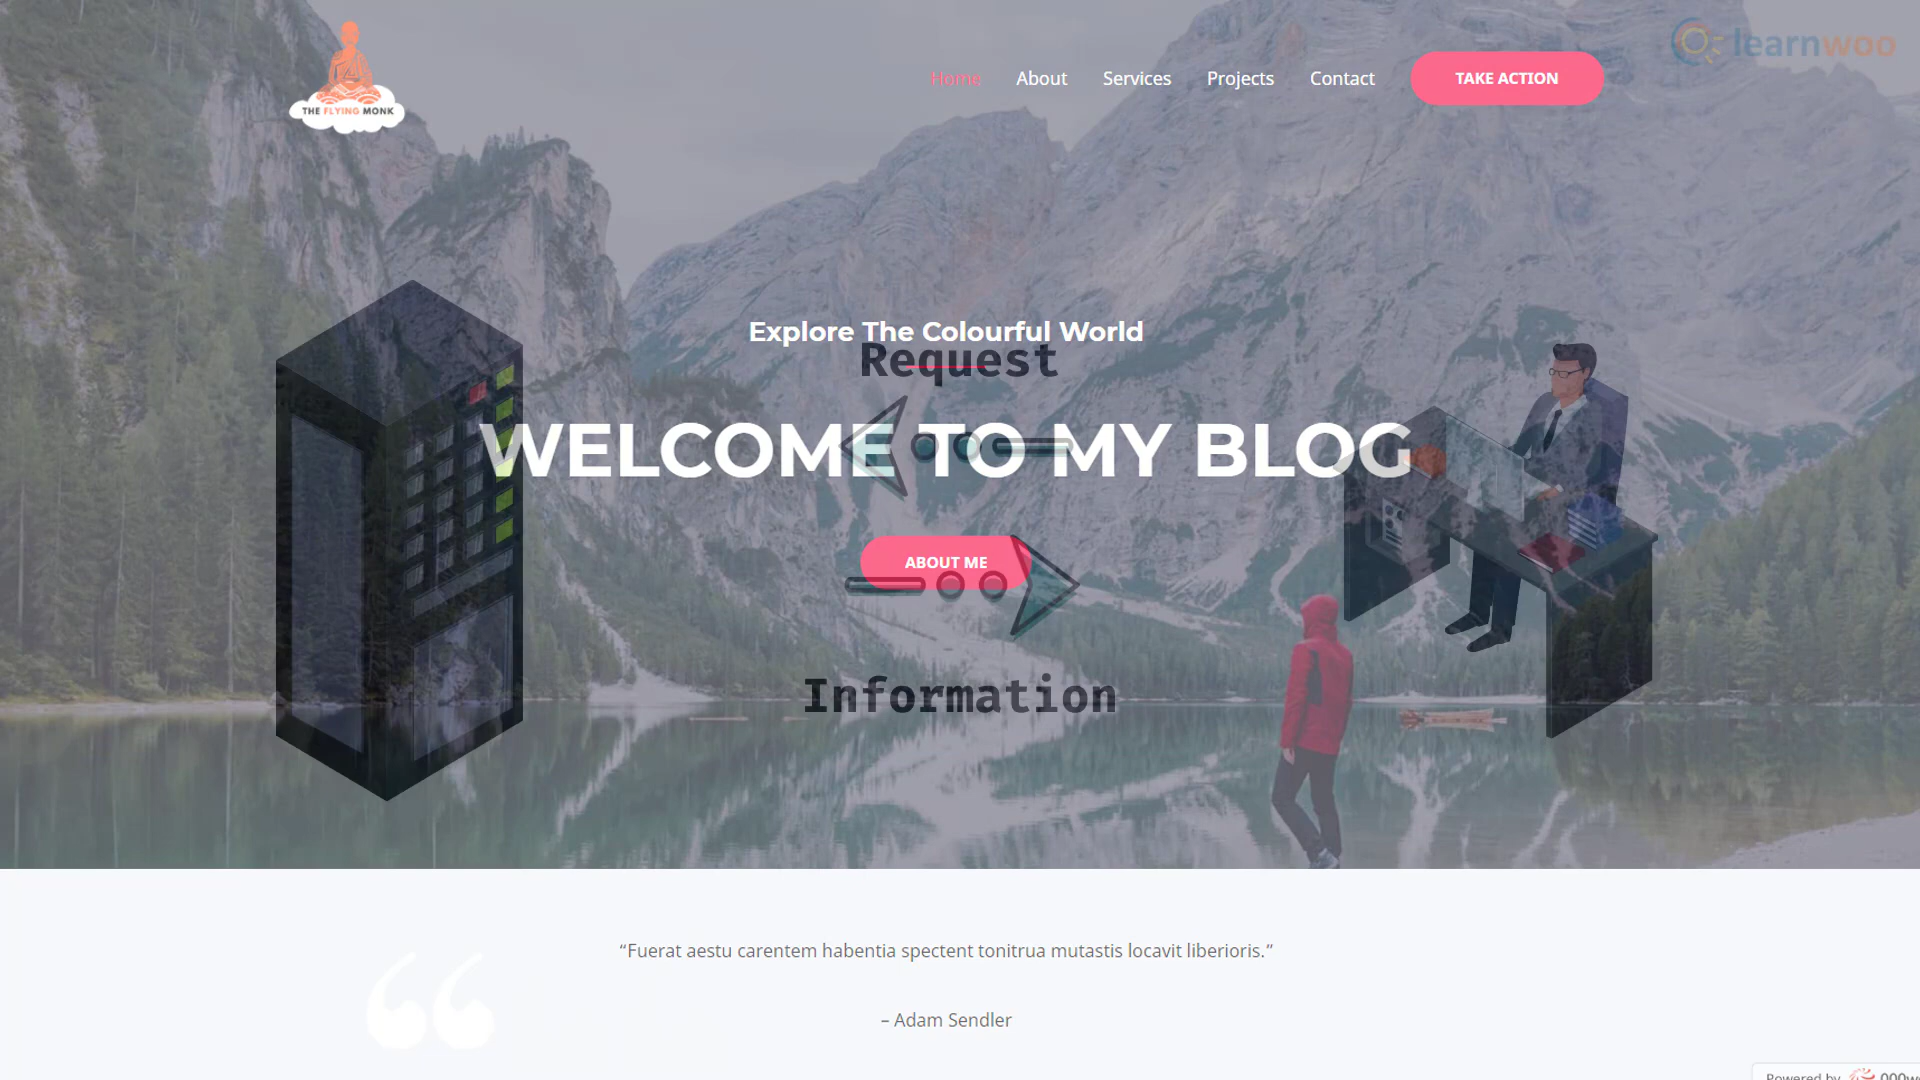 learnwoo
THE FLYING MONK
Home About Services Projects Contact TAKE ACTION
Explore The Colourful World
Request
WELCOME TO MY BLOG
ABOUT ME
Information
“Fuerat aestu carentem habentia spectent tonitrua mutastis locavit liberioris.”
– Adam Sendler
Powered by